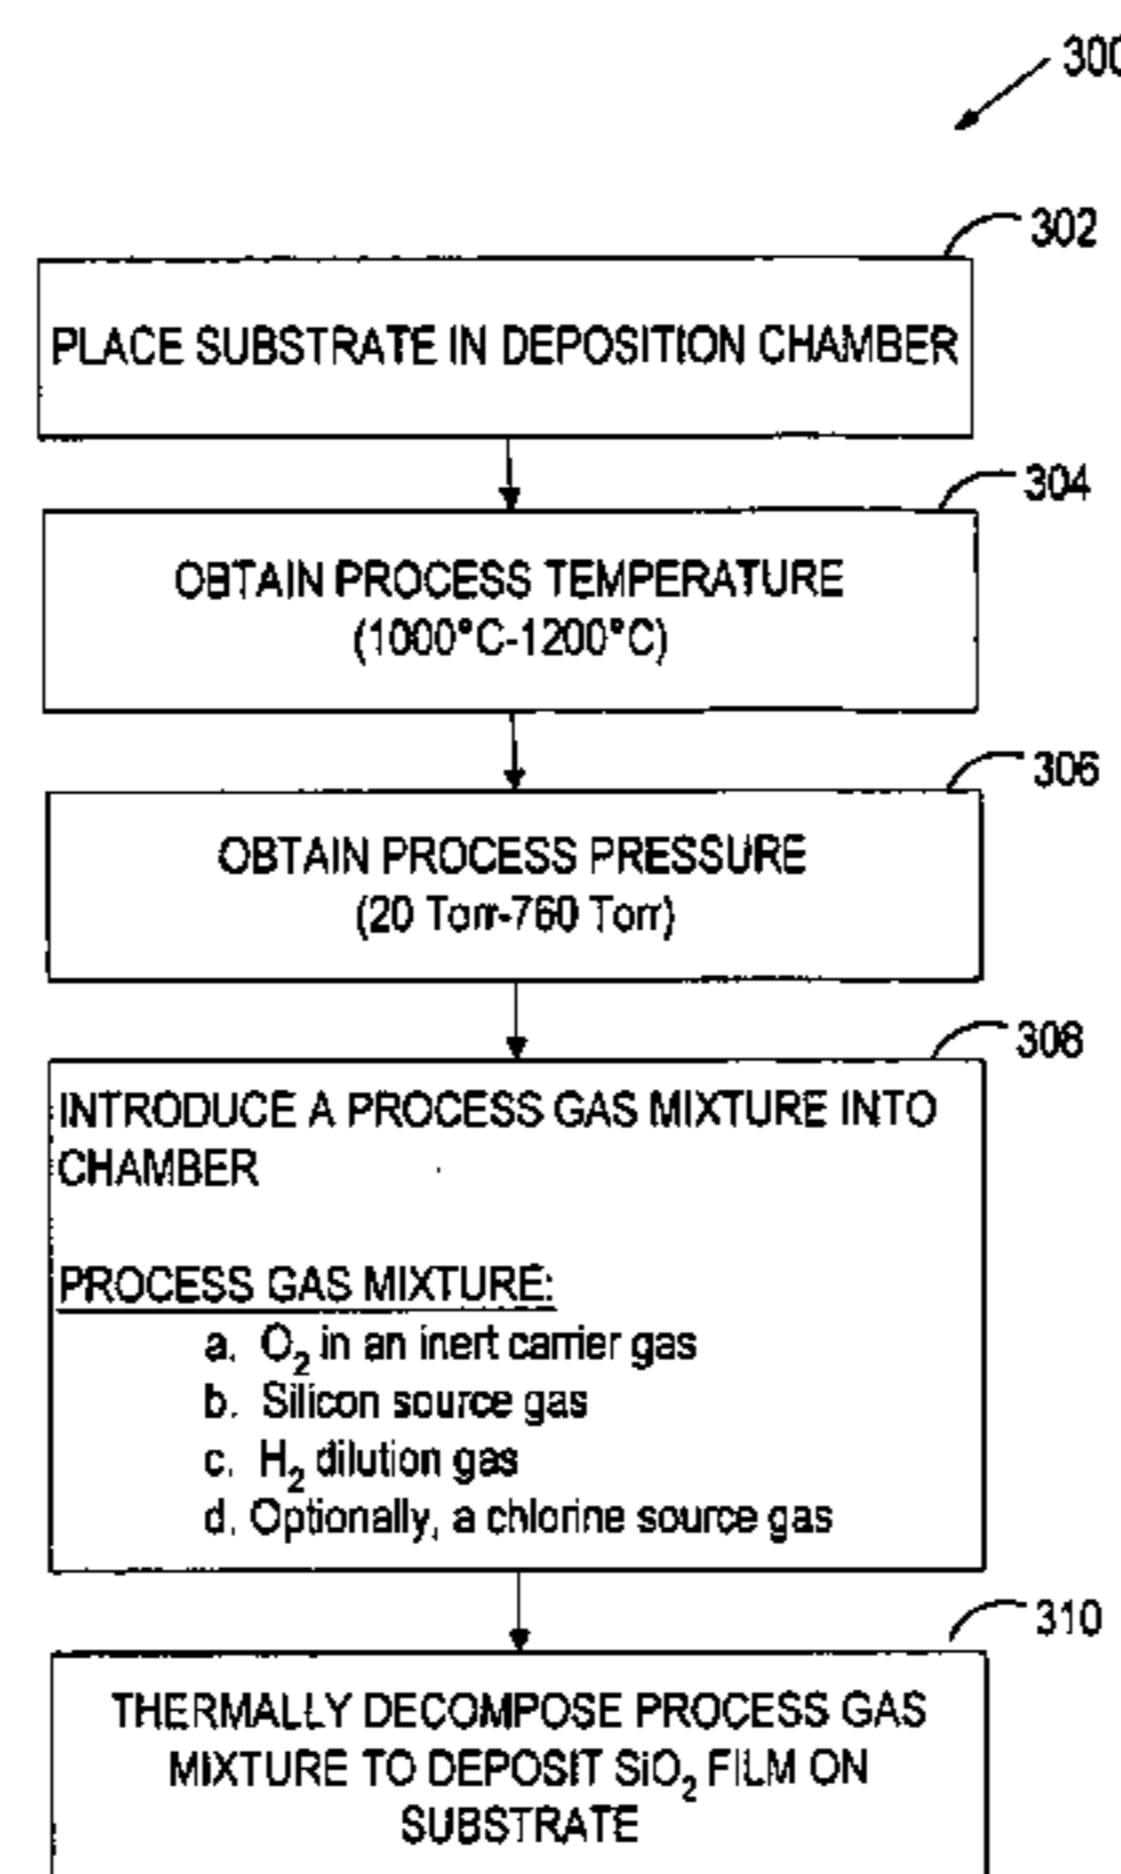 300
302
PLACE SUBSTRATE IN DEPOSITION CHAMBER
304
OBTAIN PROCESS TEMPERATURE
(1000°C-1200°C)
306
OBTAIN PROCESS PRESSURE
(20 Torr-760 Torr)
308
INTRODUCE A PROCESS GAS MIXTURE INTO
CHAMBER
PROCESS GAS MIXTURE:
a. O₂ in an inert carrier gas
b. Silicon source gas
c. H₂ dilution gas
d. Optionally, a chlorine source gas
310
THERMALLY DECOMPOSE PROCESS GAS
MIXTURE TO DEPOSIT SiO₂ FILM ON
SUBSTRATE